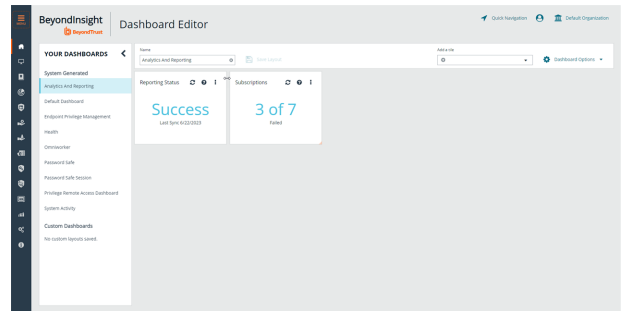 MENU
BeyondInsight
BeyondTrust
Dashboard Editor
Quick Navigation
Default Organization
YOUR DASHBOARDS
System Generated
Analytics And Reporting
Default Dashboard
Endpoint Privilege Management
Health
Omniworker
Password Safe
Password Safe Session
Privilege Remote Access Dashboard
System Activity
Custom Dashboards
No custom layouts saved.
Name
Analytics And Reporting
Add a tile
Dashboard Options
Reporting Status
Success
Last Sync 6/22/2023
Subscriptions
3 of 7
Failed